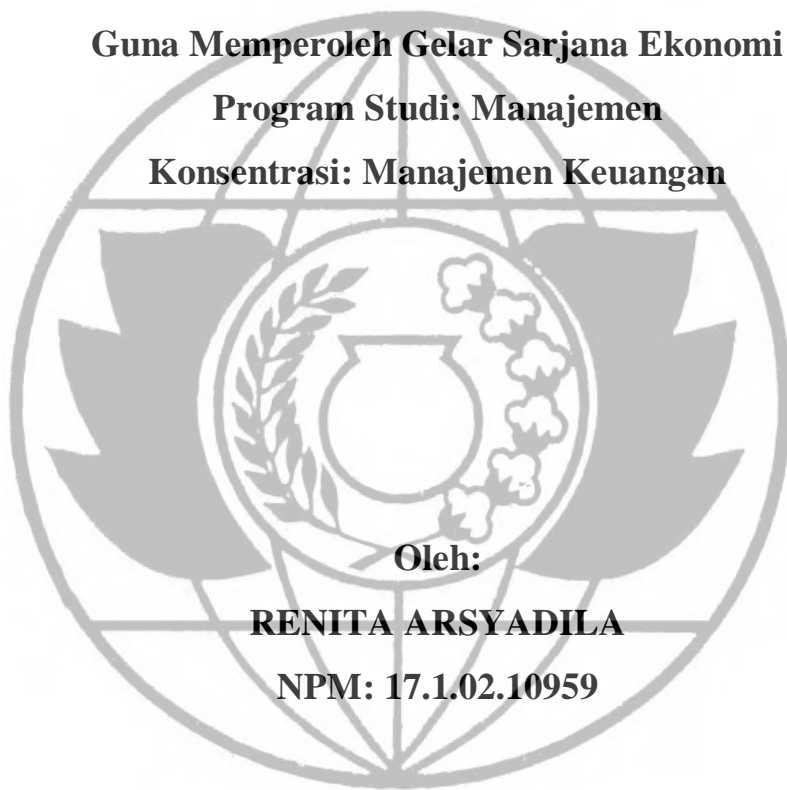 Guna Memperoleh Gelar Sarjana Ekonomi
Program Studi: Manajemen
Konsentrasi: Manajemen Keuangan
Oleh:
RENITA ARSYADILA
NPM: 17.1.02.10959